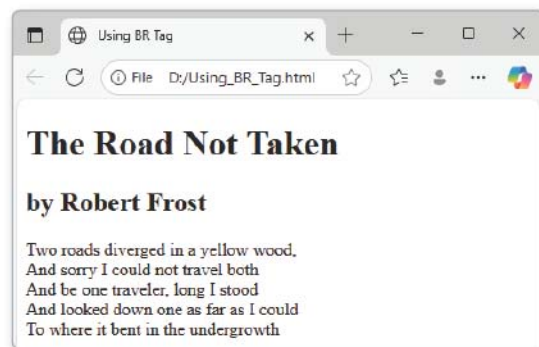 Using BR Tag
File D:/Using_BR_Tag.html
The Road Not Taken
by Robert Frost
Two roads diverged in a yellow wood,
And sorry I could not travel both
And be one traveler, long I stood
And looked down one as far as I could
To where it bent in the undergrowth